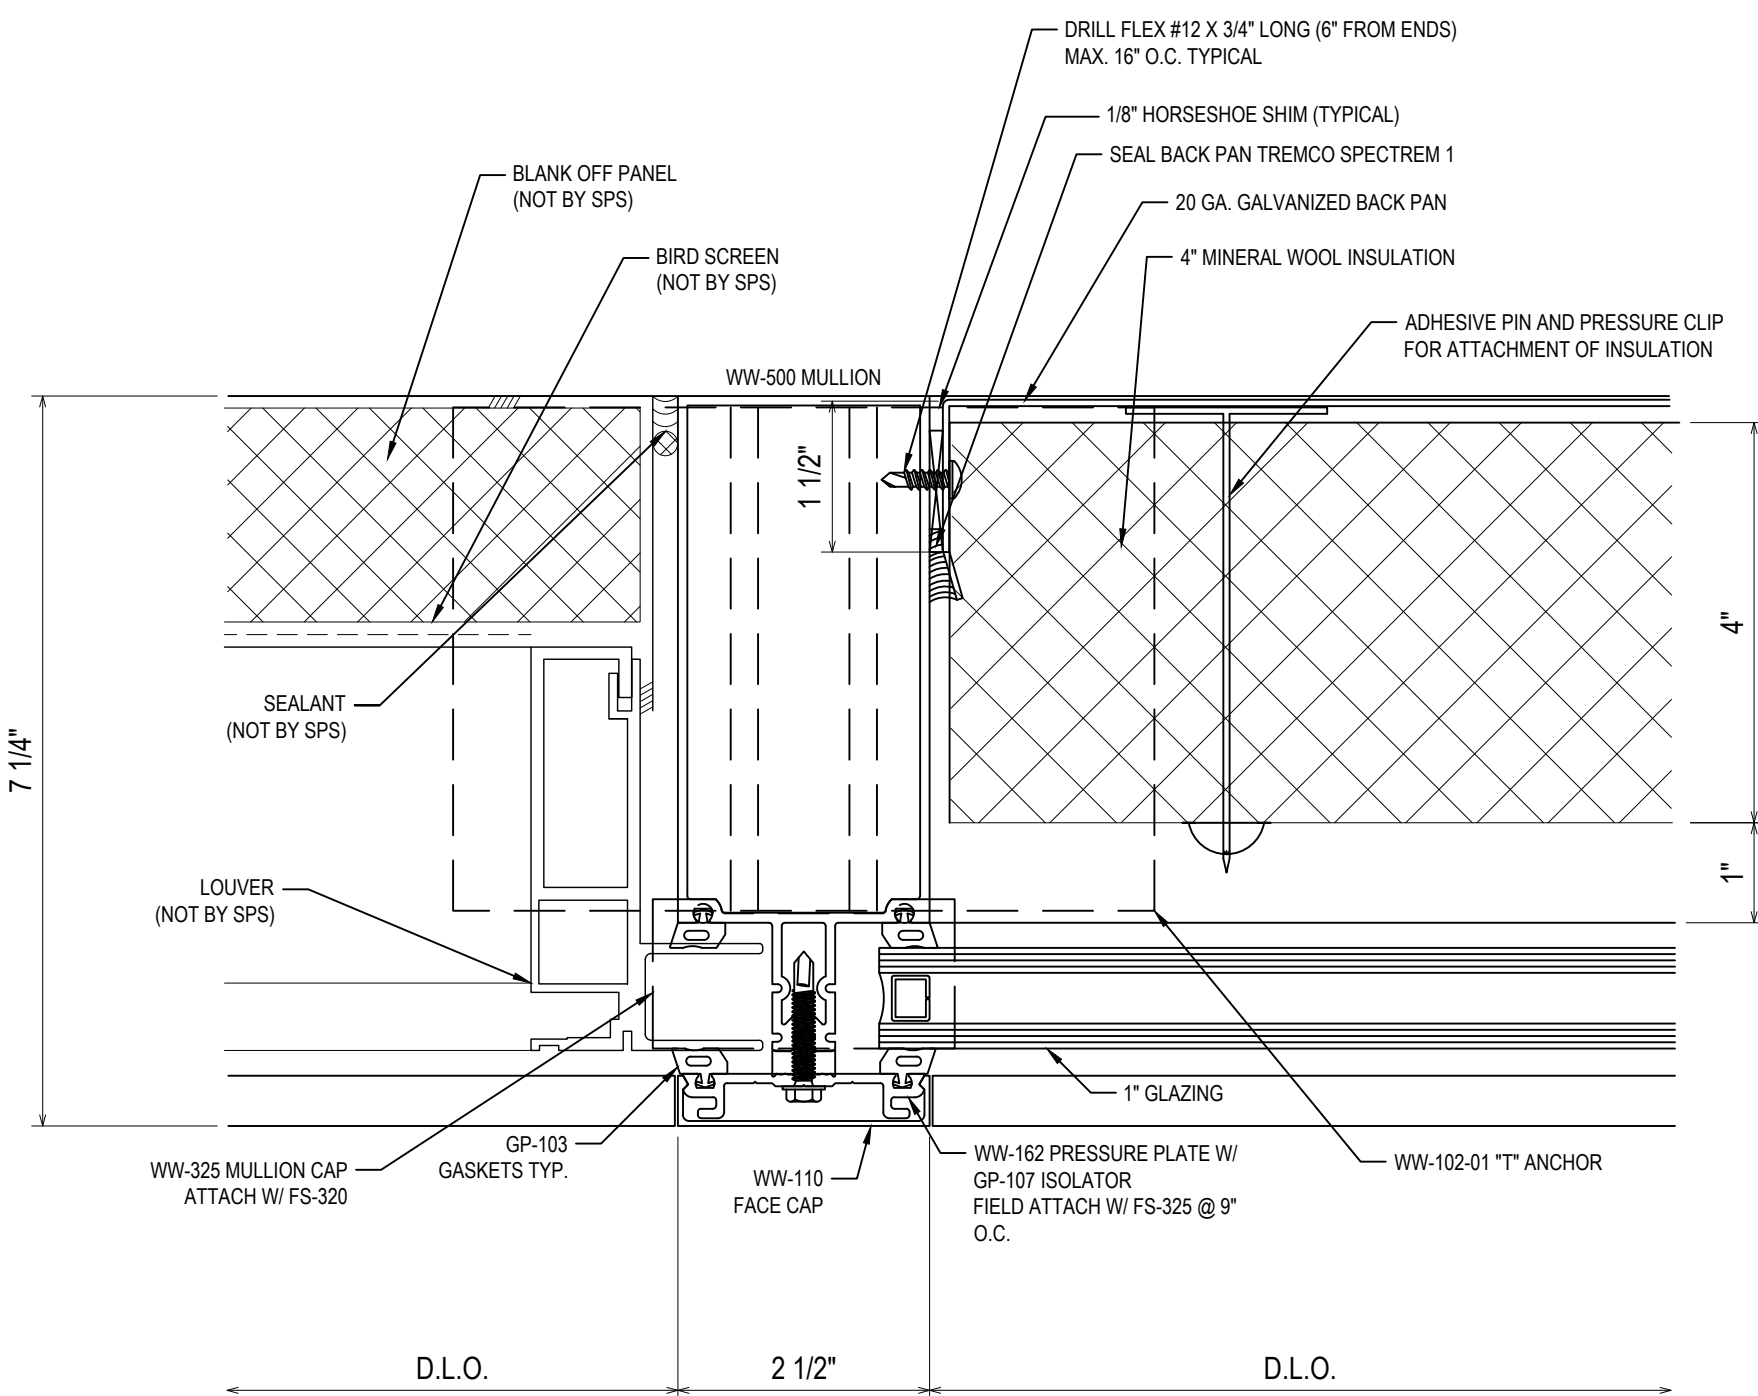 DRILL FLEX #12 X 3/4" LONG (6" FROM ENDS)
MAX. 16" O.C. TYPICAL
1/8" HORSESHOE SHIM (TYPICAL)
SEAL BACK PAN TREMCO SPECTREM 1
20 GA. GALVANIZED BACK PAN
4" MINERAL WOOL INSULATION
ADHESIVE PIN AND PRESSURE CLIP
FOR ATTACHMENT OF INSULATION
BLANK OFF PANEL
(NOT BY SPS)
BIRD SCREEN
(NOT BY SPS)
WW-500 MULLION
1 1/2"
4"
1"
7 1/4"
SEALANT
(NOT BY SPS)
LOUVER
(NOT BY SPS)
WW-325 MULLION CAP
ATTACH W/ FS-320
GP-103
GASKETS TYP.
WW-110
FACE CAP
WW-162 PRESSURE PLATE W/
GP-107 ISOLATOR
FIELD ATTACH W/ FS-325 @ 9"
O.C.
1" GLAZING
WW-102-01 "T" ANCHOR
D.L.O.
2 1/2"
D.L.O.